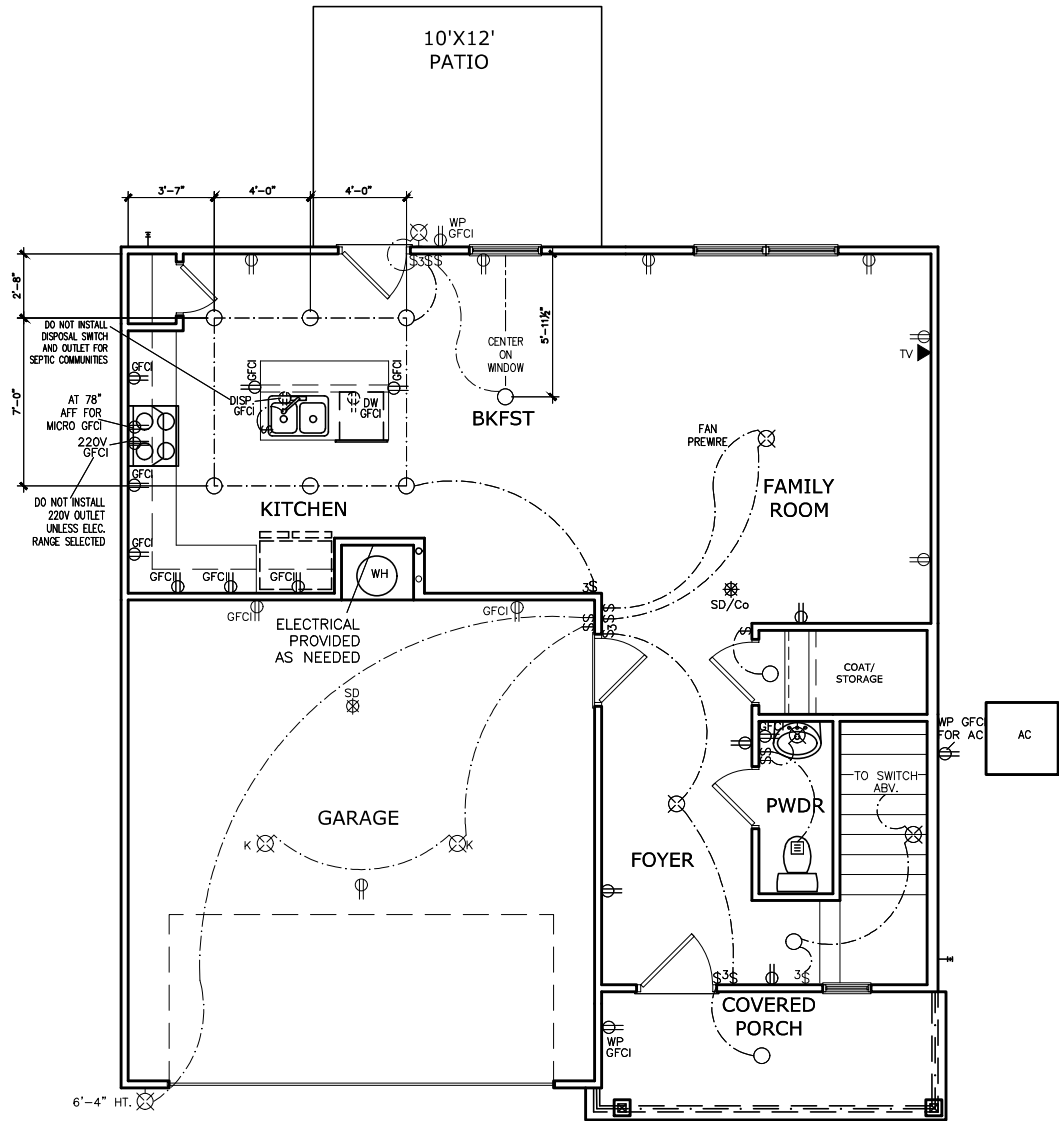 10'X12'
PATIO
3'-7"
4'-0"
4'-0"
WP
GFCI
$3$$
2'-8"
5'-11½"
DO NOT INSTALL
DISPOSAL SWITCH
AND OUTLET FOR
SEPTIC COMMUNITIES
CENTER
ON
WINDOW
TV
GFCI
GFCI
GFCI
7'-0"
AT 78"
AFF FOR
MICRO GFCI
DISP.
GFCI
DW
GFCI
$
BKFST
220V
GFCI
FAN
PREWIRE
GFCI
DO NOT INSTALL
220V OUTLET
UNLESS ELEC.
RANGE SELECTED
KITCHEN
FAMILY
ROOM
GFCI
GFCI
GFCI
GFCI
WH
3$
SD/Co
GFCI
GFCI
$
$
$
$
$3
$
ELECTRICAL
PROVIDED
AS NEEDED
COAT/
STORAGE
SD
GFCI
WP GFCI
FOR AC
AC
$$
TO SWITCH
ABV.
PWDR
GARAGE
K
K
FOYER
$3$
3$
COVERED
PORCH
WP
GFCI
6'-4" HT.